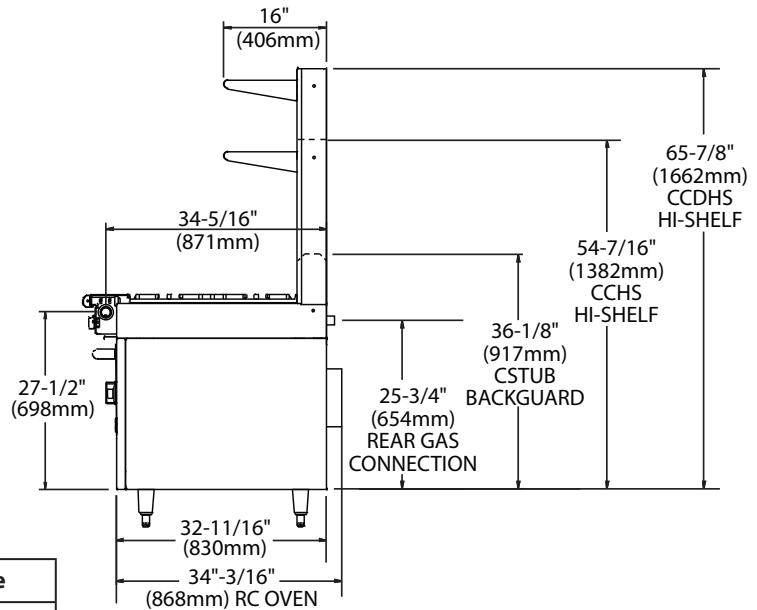 16"
(406mm)
65-7/8"
(1662mm)
CCDHS
HI-SHELF
34-5/16"
(871mm)
54-7/16"
(1382mm)
CCHS
HI-SHELF
36-1/8"
(917mm)
CSTUB
BACKGUARD
27-1/2"
(698mm)
25-3/4"
(654mm)
REAR GAS
CONNECTION
32-11/16"
(830mm)
34"-3/16"
(868mm) RC OVEN